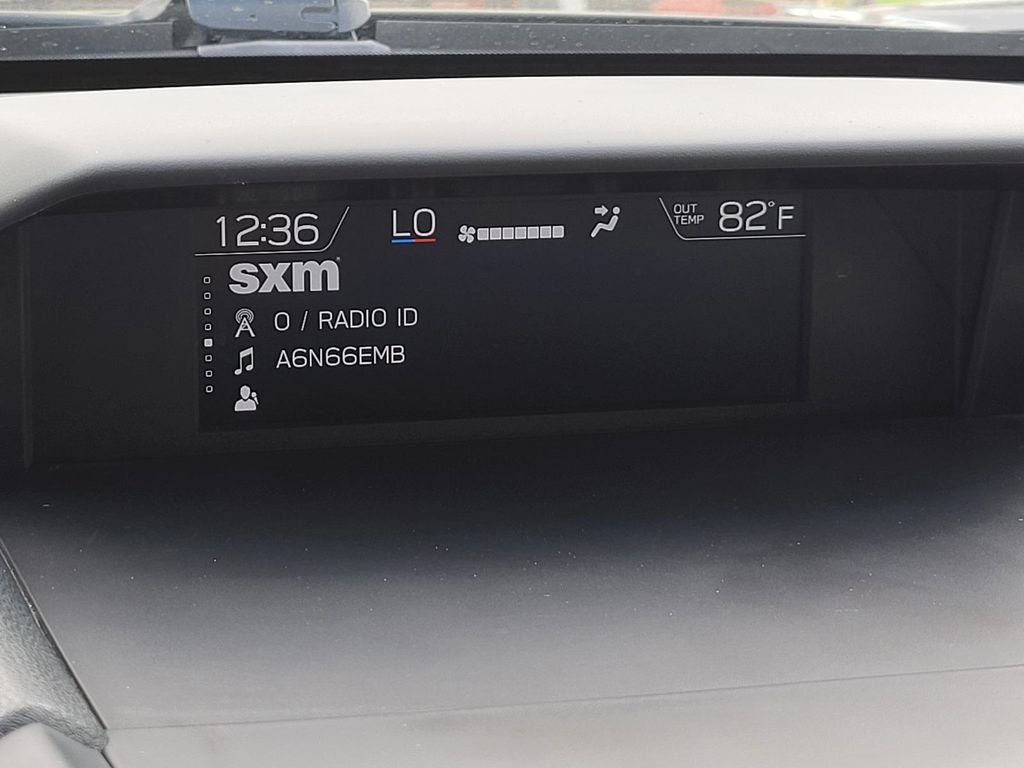 12:36 LO OUT TEMP 82°F
sxm
0 / RADIO ID
A6N66EMB